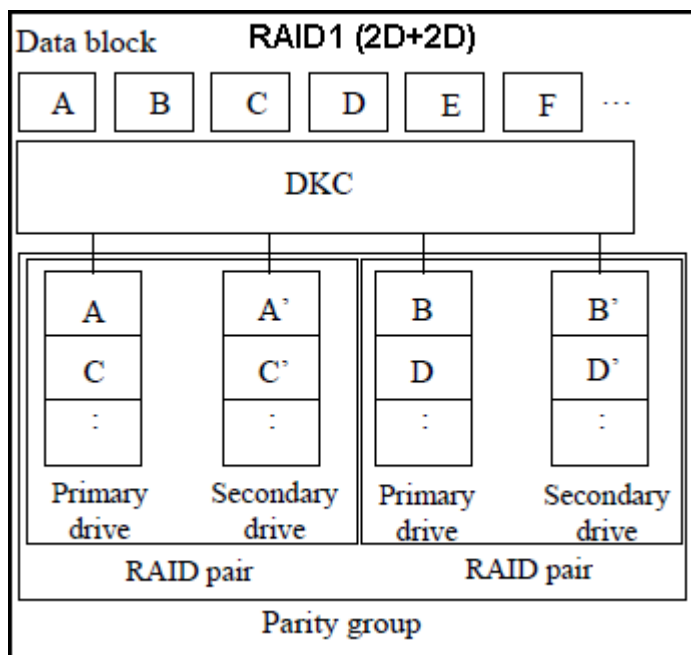 Data block RAID1 (2D+2D)
A B C D E F ...
DKC
A A’ B B’
C C’ D D’
: : : :
Primary drive Secondary drive Primary drive Secondary drive
RAID pair RAID pair
Parity group